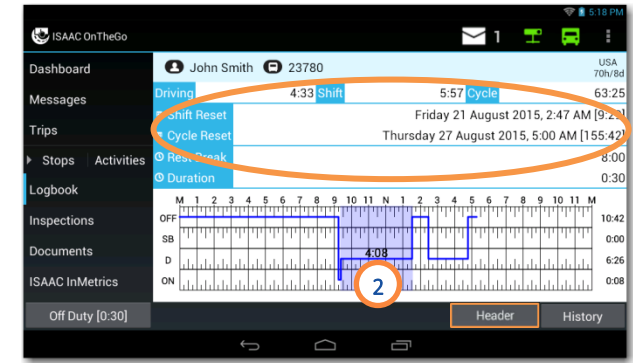 5:18 PM
ISAAC OnTheGo 1
Dashboard
Messages
Trips
Stops Activities
Logbook
Inspections
Documents
ISAAC InMetrics
Off Duty [0:30]
John Smith 23780 USA
70h/8d
Driving 4:33 Shift 5:57 Cycle 63:25
Shift Reset Friday 21 August 2015, 2:47 AM [9:29]
Cycle Reset Thursday 27 August 2015, 5:00 AM [155:42]
Rest Break 8:00
Duration 0:30
M 1 2 3 4 5 6 7 8 9 10 11 N 1 2 3 4 5 6 7 8 9 10 11 M
OFF 10:42
SB 0:00
D 4:08 6:26
ON 0:08
2
Header History